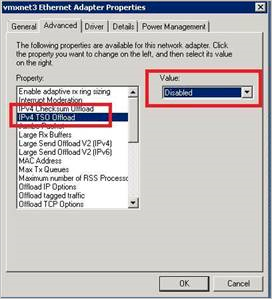 vmxnet3 Ethernet Adapter Properties
General Advanced Driver Details Power Management
The following properties are available for this network adapter. Click
the property you want to change on the left, and then select its value
on the right.
Property:
Value:
Enable adaptive rx ring sizing
Interrupt Moderation
IPv4 Checksum Offload
IPv4 TSO Offload
Jumbo Packet
Large Rx Buffers
Large Send Offload V2 (IPv4)
Large Send Offload V2 (IPv6)
MAC Address
Max Tx Queues
Maximum number of RSS Processo
Offload IP Options
Offload tagged traffic
Offload TCP Options
Disabled
OK Cancel